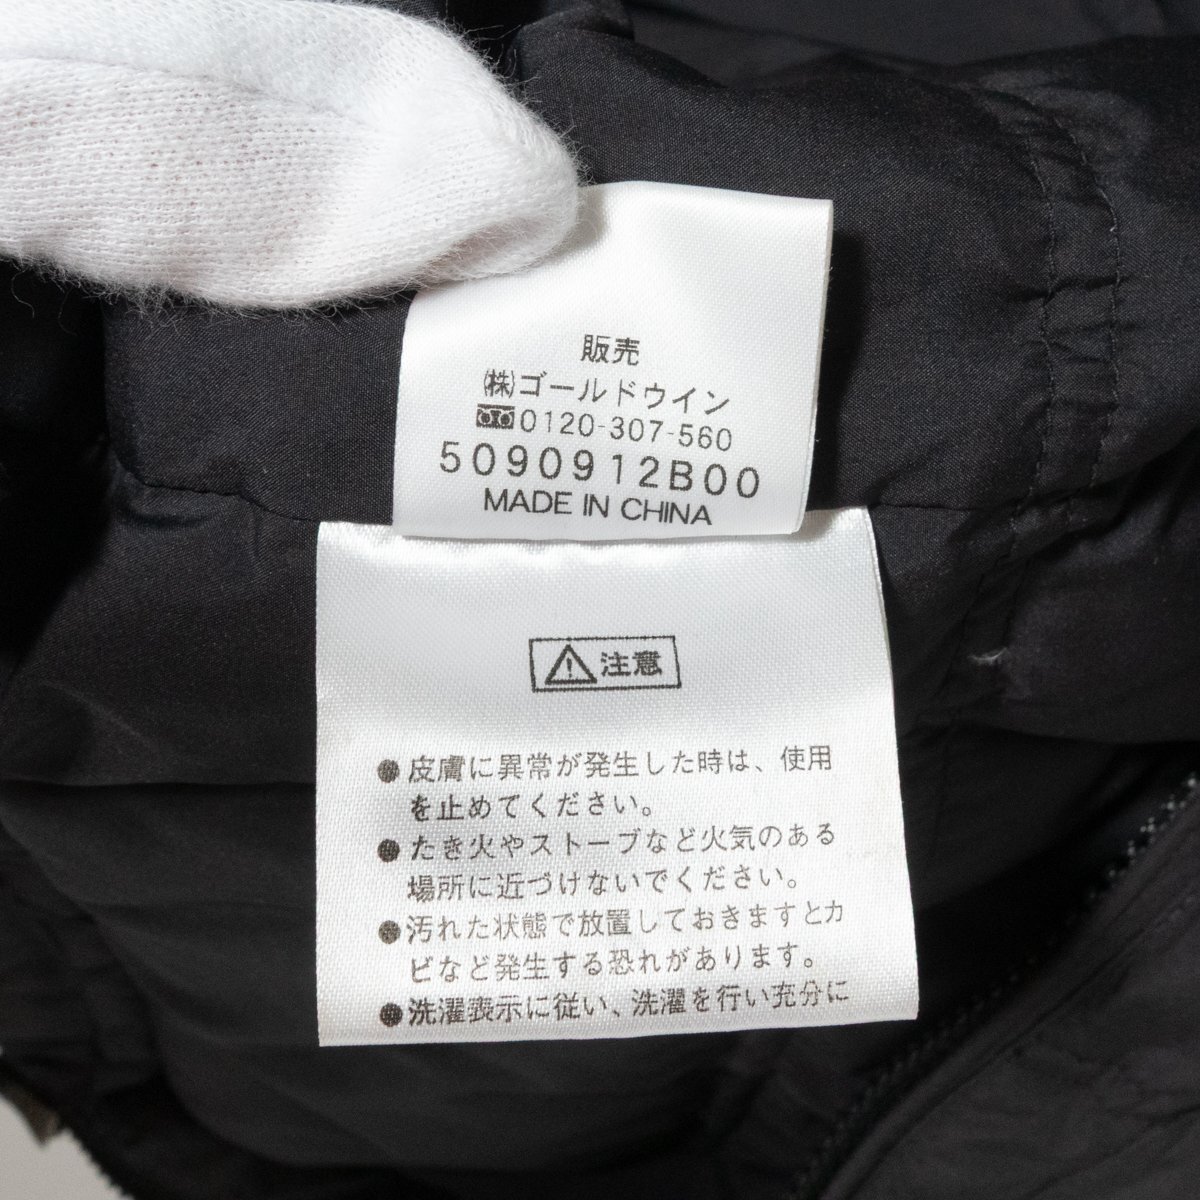 販売
㈱ゴールドウイン
0120-307-560
5090912B00
MADE IN CHINA
注意
●皮膚に異常が発生した時は、使用
を止めてください。
●たき火やストーブなど火気のある
場所に近づけないでください。
●汚れた状態で放置しておきますとカ
ビなど発生する恐れがあります。
●洗濯表示に従い、洗濯を行い充分に